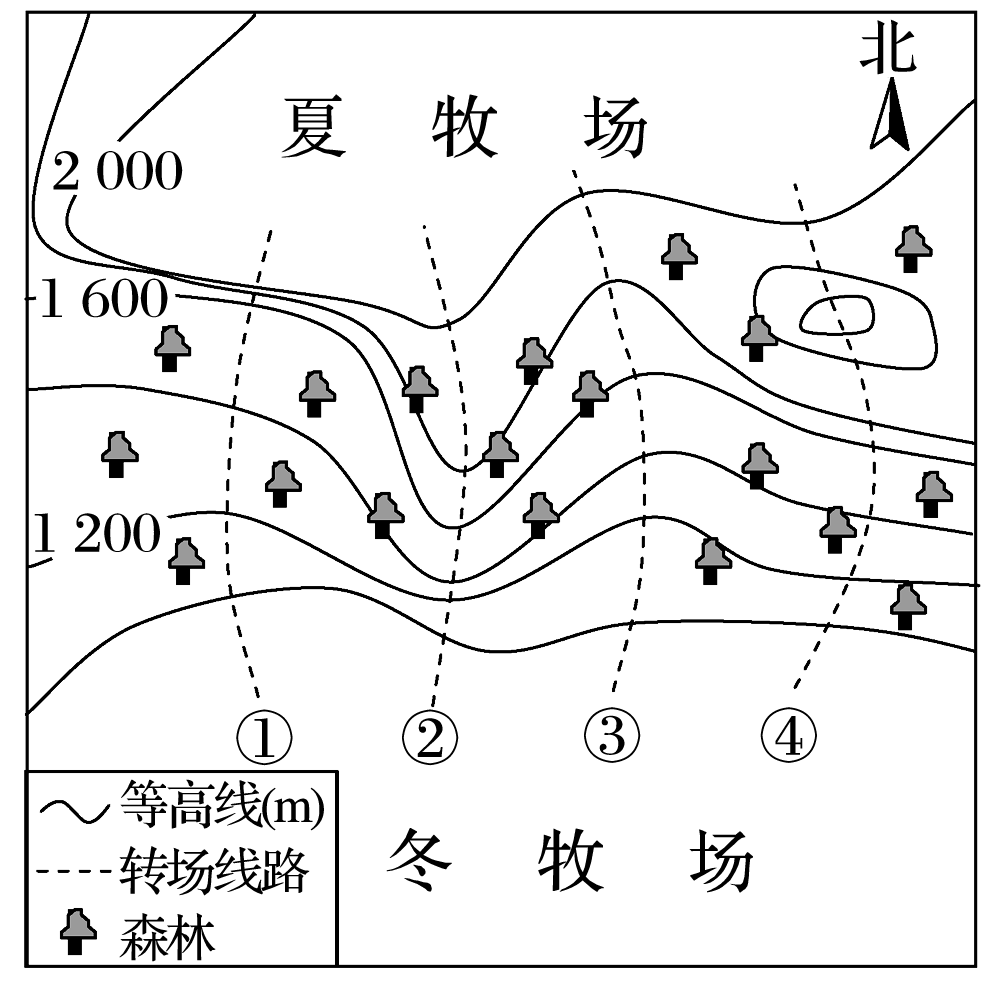 北
夏 牧 场
2 000
1 600
1 200
① ② ③ ④
等高线(m)
转场线路
森林
冬 牧 场